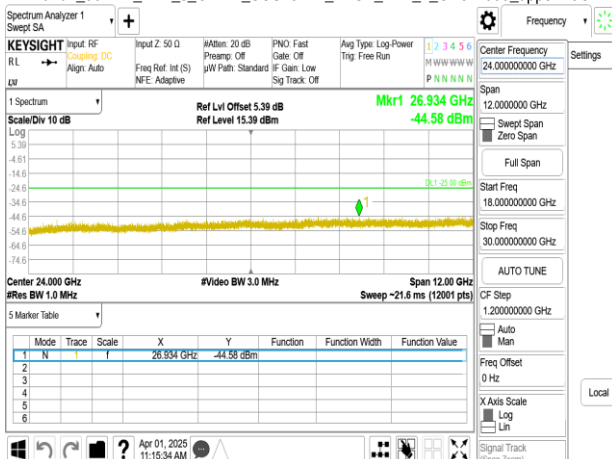 Spectrum Analyzer 1
Swept SA
+
Frequency
KEYSIGHT
RL
Input: RF
Coupling: DC
Align: Auto
Input Z: 50 Ω
Freq Ref: Int (S)
NFE: Adaptive
#Atten: 20 dB
Preamp: Off
µW Path: Standard
PNO: Fast
Gate: Off
IF Gain: Low
Sig Track: Off
Avg Type: Log-Power
Trig: Free Run
1 2 3 4 5 6
M W W W W W
P N N N N N
1 Spectrum
Scale/Div 10 dB
Ref Lvl Offset 5.39 dB
Ref Level 15.39 dBm
Mkr1 26.934 GHz
-44.58 dBm
Log
5.39
-4.61
-14.6
-24.6
-34.6
-44.6
-54.6
-64.6
-74.6
DL1 -25.00 dBm
1
Center 24.000 GHz
#Res BW 1.0 MHz
#Video BW 3.0 MHz
Span 12.00 GHz
Sweep ~21.6 ms (12001 pts)
5 Marker Table
Mode Trace Scale X Y Function Function Width Function Value
1 N 1 f 26.934 GHz -44.58 dBm
2
3
4
5
6
Apr 01, 2025
11:15:34 AM
?
Center Frequency
24.000000000 GHz
Settings
Span
12.0000000 GHz
Swept Span
Zero Span
Full Span
Start Freq
18.000000000 GHz
Stop Freq
30.000000000 GHz
AUTO TUNE
CF Step
1.200000000 GHz
Auto
Man
Freq Offset
0 Hz
Local
X Axis Scale
Log
Lin
Signal Track